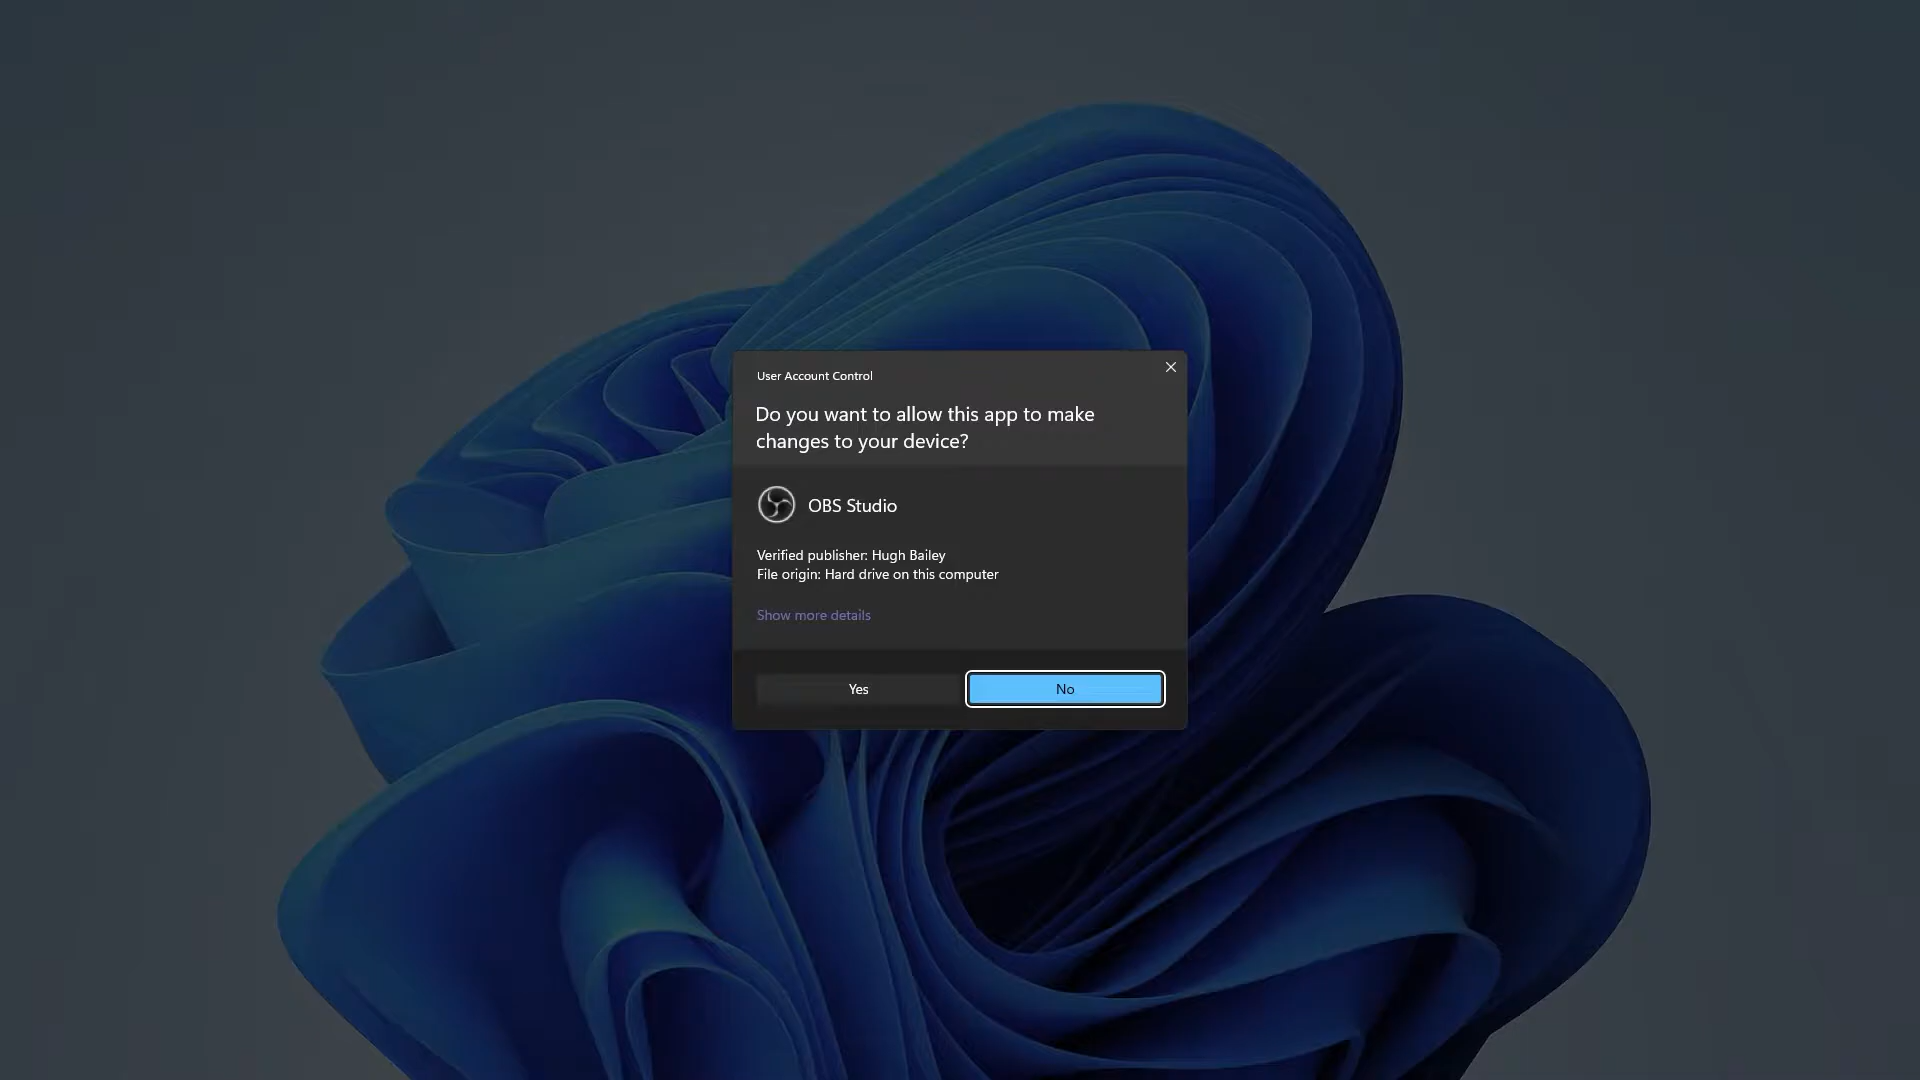 User Account Control
Do you want to allow this app to make
changes to your device?
OBS Studio
Verified publisher: Hugh Bailey
File origin: Hard drive on this computer
Show more details
Yes
No